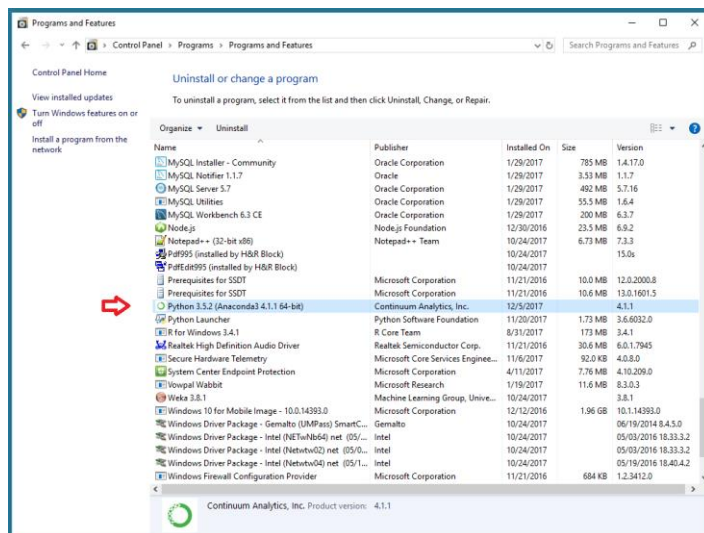 Programs and Features
Control Panel > Programs > Programs and Features
Search Programs and Features
Control Panel Home
View installed updates
Turn Windows features on or off
Install a program from the network
Uninstall or change a program
To uninstall a program, select it from the list and then click Uninstall, Change, or Repair.
Organize Uninstall
Name Publisher Installed On Size Version
MySQL Installer - Community Oracle Corporation 1/29/2017 785 MB 1.4.17.0
MySQL Notifier 1.1.7 Oracle 1/29/2017 3.53 MB 1.1.7
MySQL Server 5.7 Oracle Corporation 1/29/2017 492 MB 5.7.16
MySQL Utilities Oracle Corporation 1/29/2017 55.5 MB 1.6.4
MySQL Workbench 6.3 CE Oracle Corporation 1/29/2017 200 MB 6.3.7
Node.js Node.js Foundation 12/30/2016 23.5 MB 6.9.2
Notepad++ (32-bit x86) Notepad++ Team 10/24/2017 6.73 MB 7.3.3
Pdf995 (installed by H&R Block) 10/24/2017 15.0s
PdfEdit995 (installed by H&R Block) 10/24/2017
Prerequisites for SSDT Microsoft Corporation 11/21/2016 10.0 MB 12.0.2000.8
Prerequisites for SSDT Microsoft Corporation 11/21/2016 10.6 MB 13.0.1601.5
Python 3.5.2 (Anaconda3 4.1.1 64-bit) Continuum Analytics, Inc. 12/5/2017 4.1.1
Python Launcher Python Software Foundation 11/20/2017 1.73 MB 3.6.6032.0
R for Windows 3.4.1 R Core Team 8/31/2017 173 MB 3.4.1
Realtek High Definition Audio Driver Realtek Semiconductor Corp. 11/21/2016 30.6 MB 6.0.1.7945
Secure Hardware Telemetry Microsoft Core Services Enginee... 11/6/2017 92.0 KB 4.0.8.0
System Center Endpoint Protection Microsoft Corporation 4/11/2017 7.76 MB 4.10.209.0
Vowpal Wabbit Microsoft Research 1/19/2017 11.6 MB 8.3.0.3
Weka 3.8.1 Machine Learning Group, Unive... 10/24/2017 3.8.1
Windows 10 for Mobile Image - 10.0.14393.0 Microsoft Corporation 12/12/2016 1.96 GB 10.1.14393.0
Windows Driver Package - Gemalto (UMPass) SmartC... Gemalto 10/24/2017 06/19/2014 8.4.5.0
Windows Driver Package - Intel (NETwNb64) net (05/... Intel 10/24/2017 05/03/2016 18.33.3.2
Windows Driver Package - Intel (Netwtw02) net (05/0... Intel 10/24/2017 05/03/2016 18.33.3.2
Windows Driver Package - Intel (Netwtw04) net (05/1... Intel 10/24/2017 05/19/2016 18.40.4.2
Windows Firewall Configuration Provider Microsoft Corporation 11/21/2016 684 KB 1.2.3412.0
Continuum Analytics, Inc. Product version: 4.1.1